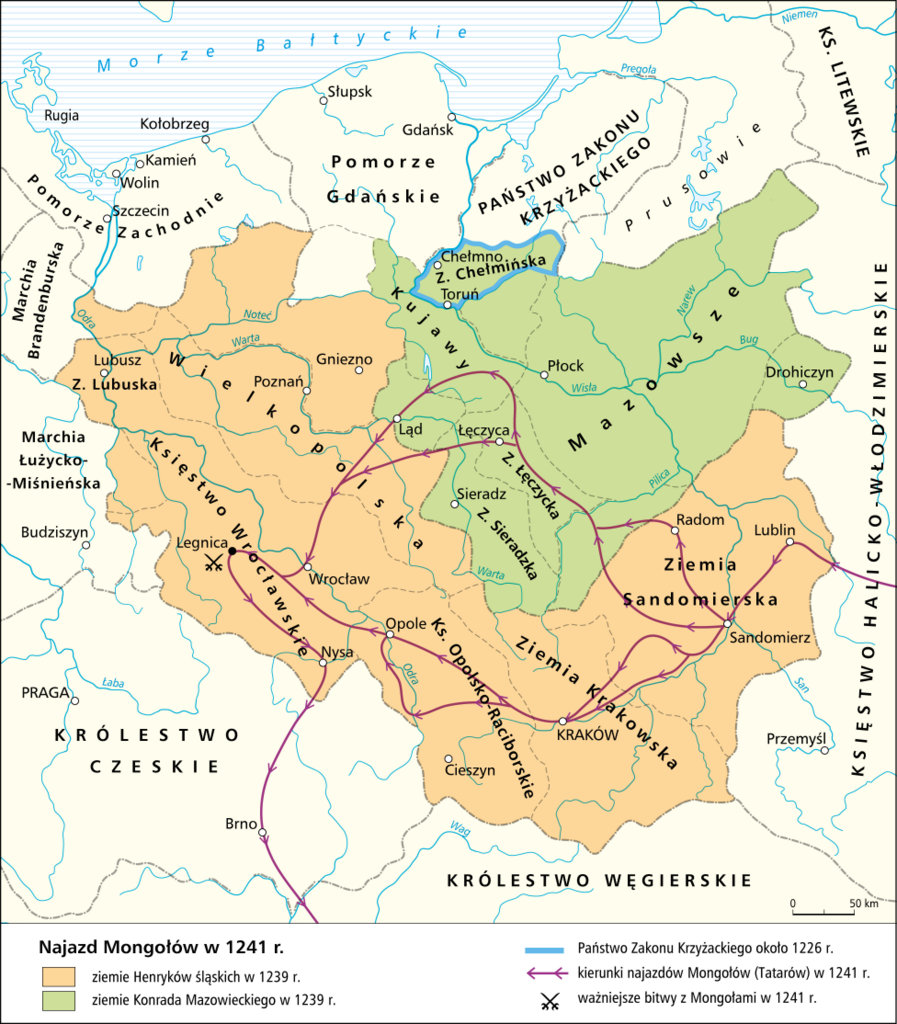 Morze Bałtyckie
Niemen
KS. LITEWSKIE
Pregoła
Rugia
Słupsk
Kołobrzeg
Gdańsk
Kamień
Wolin
Pomorze
Gdańskie
PAŃSTWO ZAKONU
KRZYŻACKIEGO
Prusowie
Szczecin
Pomorze Zachodnie
Marchia
Brandenburska
Chełmno
Z. Chełmińska
Toruń
Kujawy
Odra
Noteć
Warta
Narew
Bug
Mazowsze
Lubusz
Z. Lubuska
Wielkopolska
Gniezno
Poznań
Płock
Wisła
Drohiczyn
Marchia
Łużycko-
-Miśnieńska
Ląd
Łęczyca
Z. Łęczycka
Pilica
Księstwo Wrocławskie
Sieradz
Z. Sieradzka
Budziszyn
Legnica
Radom
Lublin
Wrocław
Warta
Ziemia
Sandomierska
KSIĘSTWO HALICKO-WŁODZIMIERSKIE
Opole
Ks. Opolsko-Raciborskie
Ziemia Krakowska
Sandomierz
Nysa
Odra
San
PRAGA
Łaba
KRAKÓW
KRÓLESTWO
CZESKIE
Przemyśl
Cieszyn
Brno
Wag
KRÓLESTWO WĘGIERSKIE
0 50 km
Najazd Mongołów w 1241 r.
ziemie Henryków śląskich w 1239 r.
ziemie Konrada Mazowieckiego w 1239 r.
Państwo Zakonu Krzyżackiego około 1226 r.
kierunki najazdów Mongołów (Tatarów) w 1241 r.
ważniejsze bitwy z Mongołami w 1241 r.